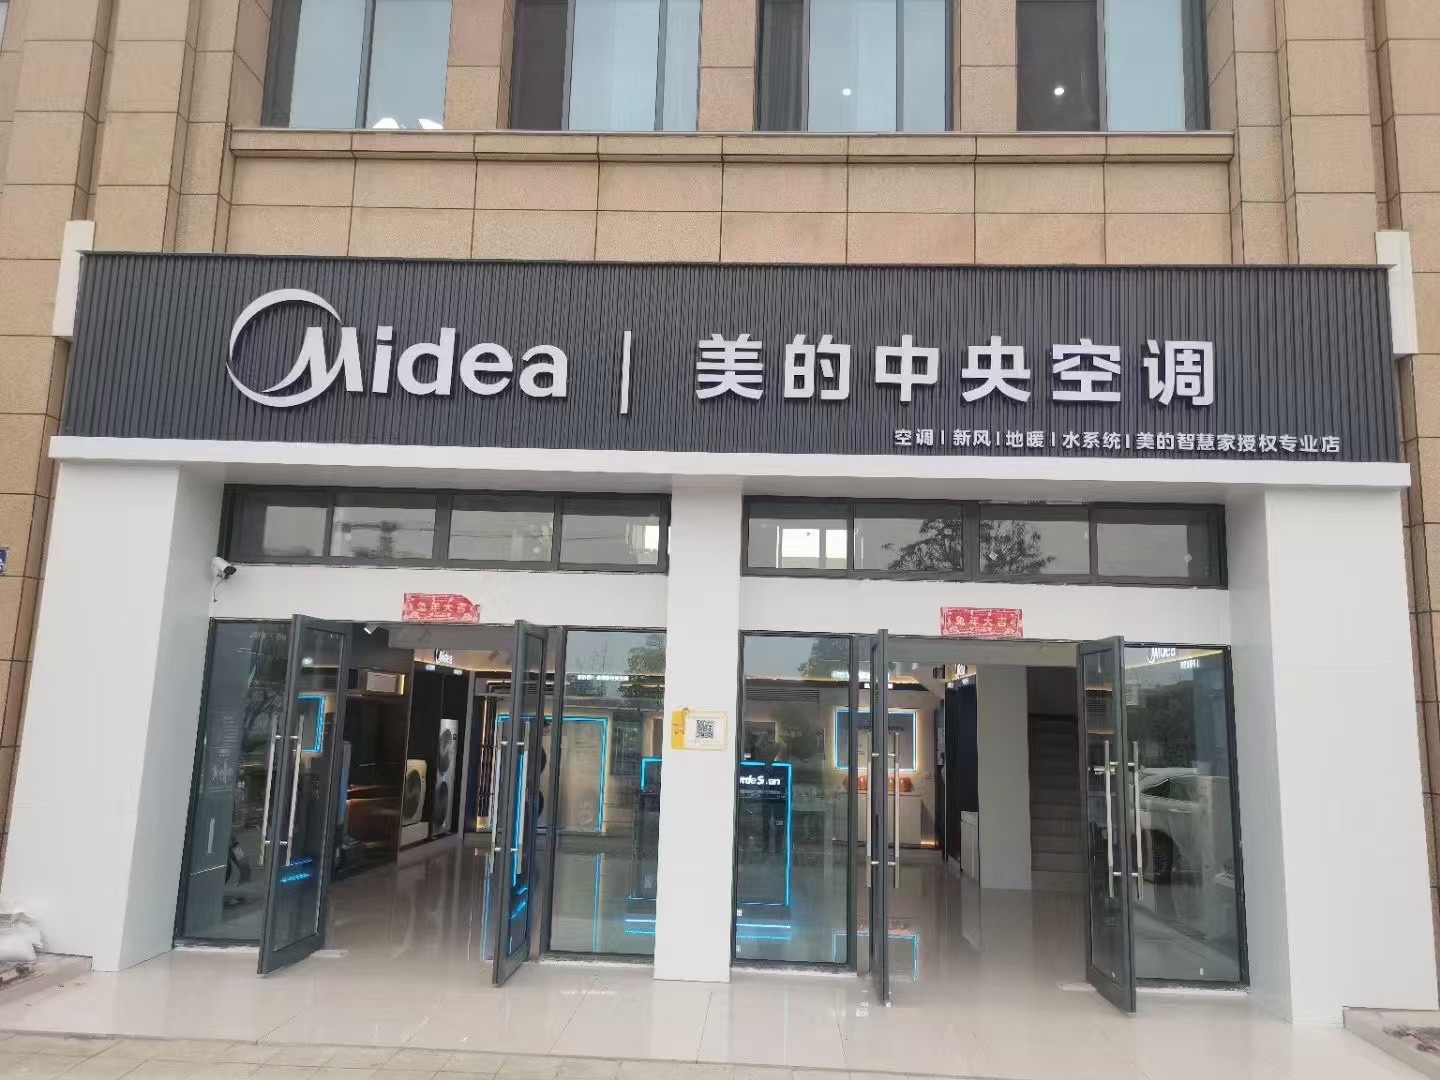 Midea | 美的中央空调
空调 | 新风 | 地暖 | 水系统 | 美的智慧家授权专业店
兔年大吉
兔年大吉
Midea
Midea